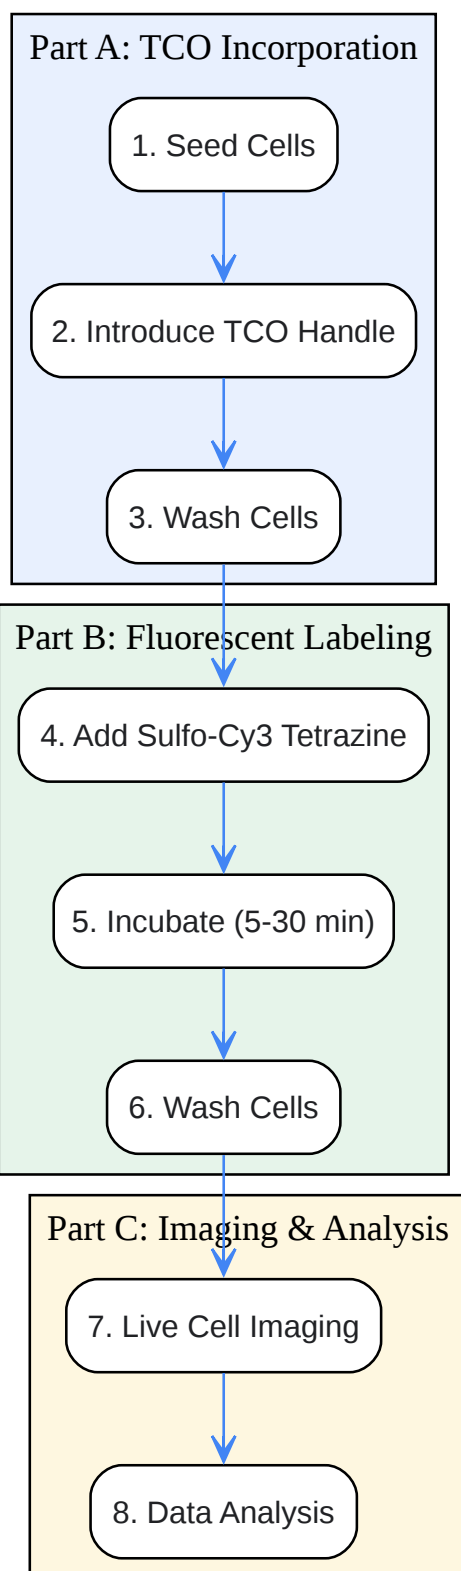 Part A: TCO Incorporation
1. Seed Cells
2. Introduce TCO Handle
3. Wash Cells
Part B: Fluorescent Labeling
4. Add Sulfo-Cy3 Tetrazine
5. Incubate (5-30 min)
6. Wash Cells
Part C: Imaging & Analysis
7. Live Cell Imaging
8. Data Analysis